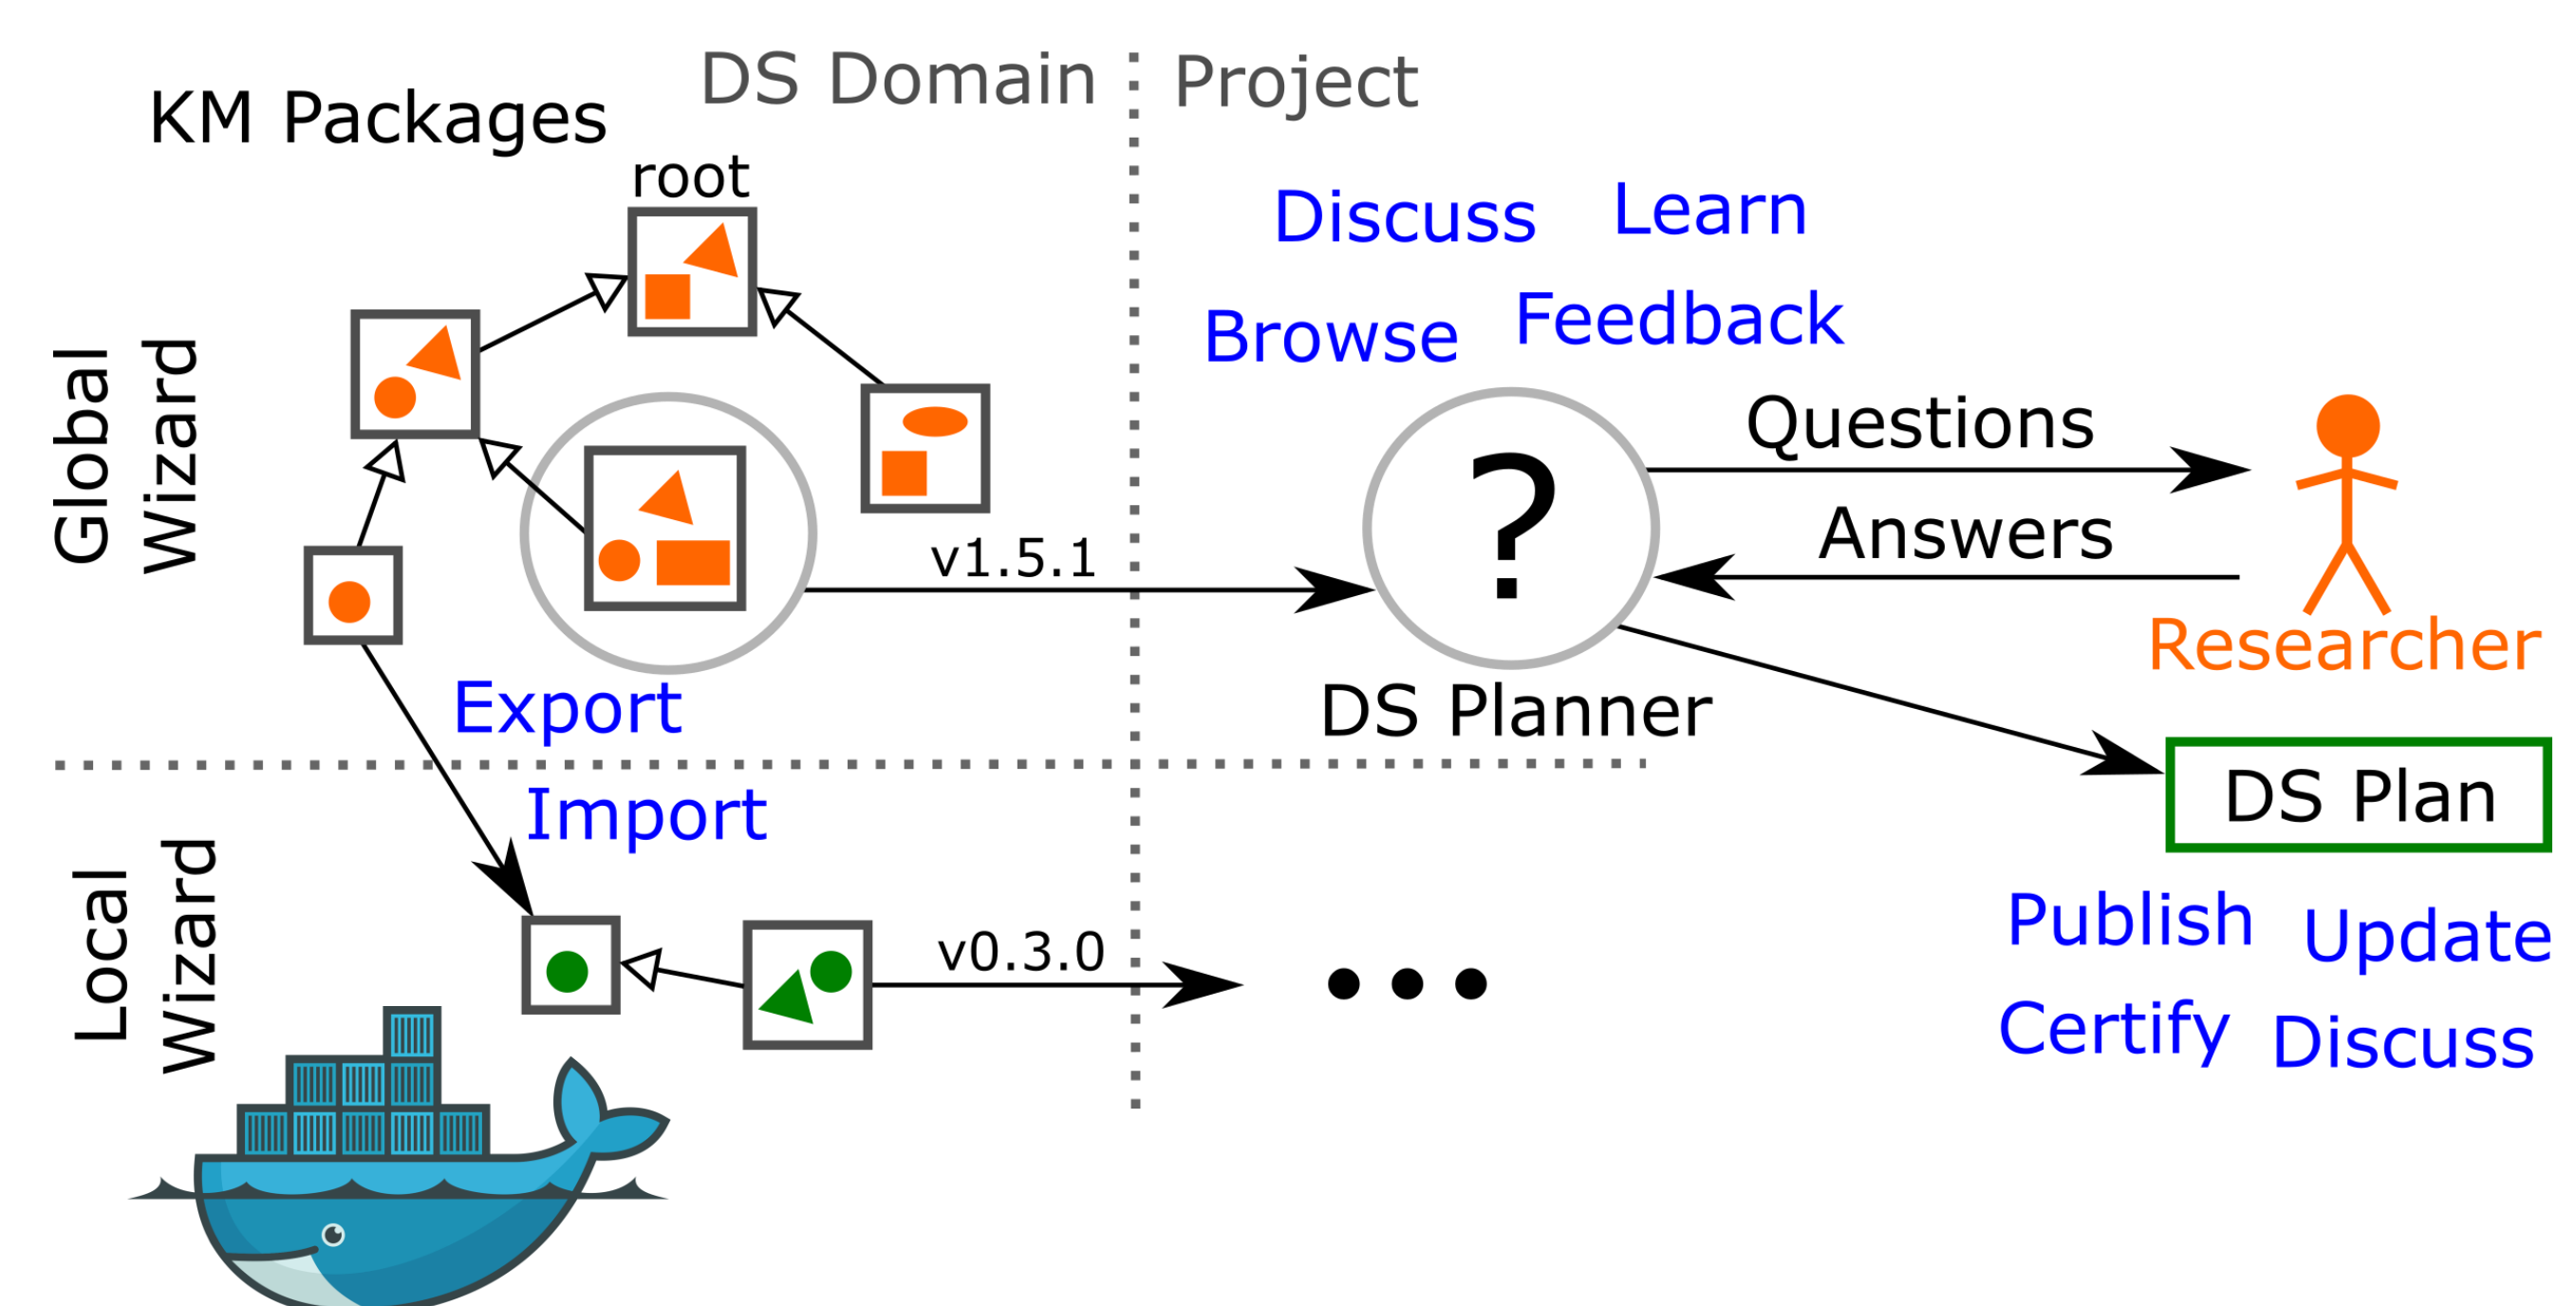 DS Domain
Project
KM Packages
root
Discuss
Learn
Browse
Feedback
Global
Wizard
Questions
Answers
?
v1.5.1
Researcher
Export
DS Planner
Import
DS Plan
Local
Wizard
v0.3.0
Publish
Update
Certify
Discuss